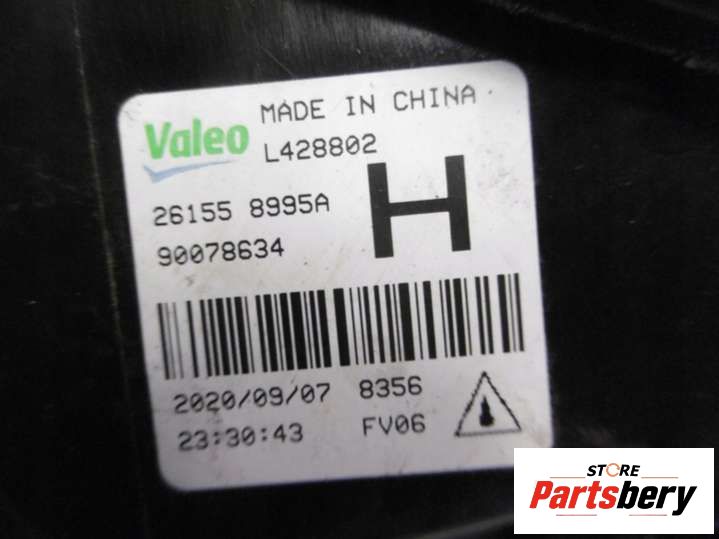 Valeo
MADE IN CHINA
L428802
26155 8995A
90078634
H
2020/09/07 8356
23:30:43 FV06
STORE
Partsbery